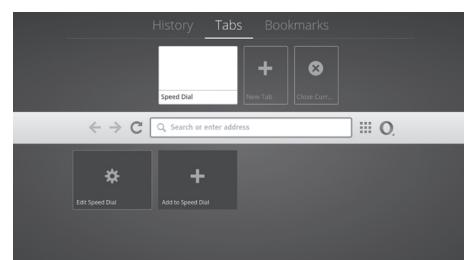 History Tabs Bookmarks
Speed Dial New Tab Close Curr...
Search or enter address
Edit Speed Dial Add to Speed Dial